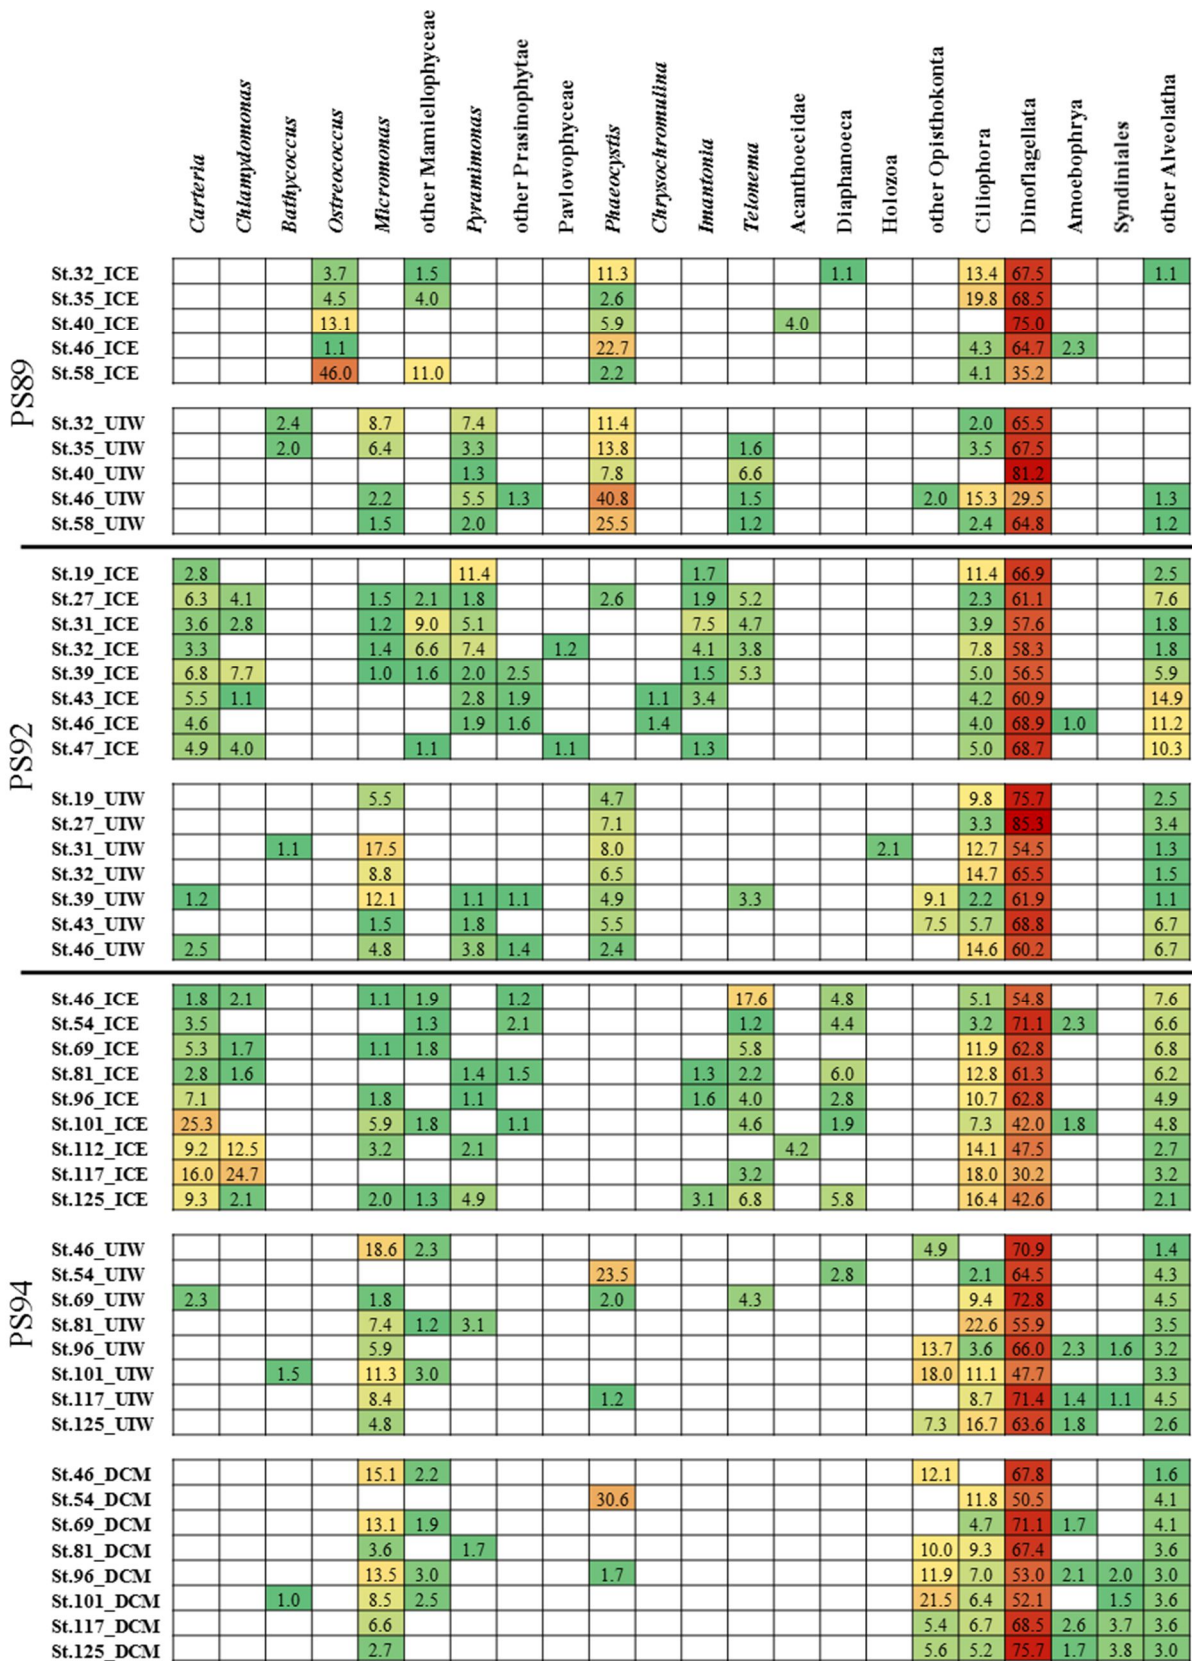 Carteria
Chlamydomonas
Bathycoccus
Ostreococcus
Micromonas
other Mamiellophyceae
Pyramimonas
other Prasinophytae
Pavlovophyceae
Phaeocystis
Chrysochromulina
Imantonia
Telonema
Acanthoecidae
Diaphanoeca
Holozoa
other Opisthokonta
Ciliophora
Dinoflagellata
Amoebophrya
Syndiniales
other Alveolatha
PS89
St.32_ICE 3.7 1.5 11.3 1.1 13.4 67.5 1.1
St.35_ICE 4.5 4.0 2.6 19.8 68.5
St.40_ICE 13.1 5.9 4.0 75.0
St.46_ICE 1.1 22.7 4.3 64.7 2.3
St.58_ICE 46.0 11.0 2.2 4.1 35.2
St.32_UIW 2.4 8.7 7.4 11.4 2.0 65.5
St.35_UIW 2.0 6.4 3.3 13.8 1.6 3.5 67.5
St.40_UIW 1.3 7.8 6.6 81.2
St.46_UIW 2.2 5.5 1.3 40.8 1.5 2.0 15.3 29.5 1.3
St.58_UIW 1.5 2.0 25.5 1.2 2.4 64.8 1.2
PS92
St.19_ICE 2.8 11.4 1.7 11.4 66.9 2.5
St.27_ICE 6.3 4.1 1.5 2.1 1.8 2.6 1.9 5.2 2.3 61.1 7.6
St.31_ICE 3.6 2.8 1.2 9.0 5.1 7.5 4.7 3.9 57.6 1.8
St.32_ICE 3.3 1.4 6.6 7.4 1.2 4.1 3.8 7.8 58.3 1.8
St.39_ICE 6.8 7.7 1.0 1.6 2.0 2.5 1.5 5.3 5.0 56.5 5.9
St.43_ICE 5.5 1.1 2.8 1.9 1.1 3.4 4.2 60.9 14.9
St.46_ICE 4.6 1.9 1.6 1.4 4.0 68.9 1.0 11.2
St.47_ICE 4.9 4.0 1.1 1.1 1.3 5.0 68.7 10.3
St.19_UIW 5.5 4.7 9.8 75.7 2.5
St.27_UIW 7.1 3.3 85.3 3.4
St.31_UIW 1.1 17.5 8.0 2.1 12.7 54.5 1.3
St.32_UIW 8.8 6.5 14.7 65.5 1.5
St.39_UIW 1.2 12.1 1.1 1.1 4.9 3.3 9.1 2.2 61.9 1.1
St.43_UIW 1.5 1.8 5.5 7.5 5.7 68.8 6.7
St.46_UIW 2.5 4.8 3.8 1.4 2.4 14.6 60.2 6.7
PS94
St.46_ICE 1.8 2.1 1.1 1.9 1.2 17.6 4.8 5.1 54.8 7.6
St.54_ICE 3.5 1.3 2.1 1.2 4.4 3.2 71.1 2.3 6.6
St.69_ICE 5.3 1.7 1.1 1.8 5.8 11.9 62.8 6.8
St.81_ICE 2.8 1.6 1.4 1.5 1.3 2.2 6.0 12.8 61.3 6.2
St.96_ICE 7.1 1.8 1.1 1.6 4.0 2.8 10.7 62.8 4.9
St.101_ICE 25.3 5.9 1.8 1.1 4.6 1.9 7.3 42.0 1.8 4.8
St.112_ICE 9.2 12.5 3.2 2.1 4.2 14.1 47.5 2.7
St.117_ICE 16.0 24.7 3.2 18.0 30.2 3.2
St.125_ICE 9.3 2.1 2.0 1.3 4.9 3.1 6.8 5.8 16.4 42.6 2.1
St.46_UIW 18.6 2.3 4.9 70.9 1.4
St.54_UIW 23.5 2.8 2.1 64.5 4.3
St.69_UIW 2.3 1.8 2.0 4.3 9.4 72.8 4.5
St.81_UIW 7.4 1.2 3.1 22.6 55.9 3.5
St.96_UIW 5.9 13.7 3.6 66.0 2.3 1.6 3.2
St.101_UIW 1.5 11.3 3.0 18.0 11.1 47.7 3.3
St.117_UIW 8.4 1.2 8.7 71.4 1.4 1.1 4.5
St.125_UIW 4.8 7.3 16.7 63.6 1.8 2.6
St.46_DCM 15.1 2.2 12.1 67.8 1.6
St.54_DCM 30.6 11.8 50.5 4.1
St.69_DCM 13.1 1.9 4.7 71.1 1.7 4.1
St.81_DCM 3.6 1.7 10.0 9.3 67.4 3.6
St.96_DCM 13.5 3.0 1.7 11.9 7.0 53.0 2.1 2.0 3.0
St.101_DCM 1.0 8.5 2.5 21.5 6.4 52.1 1.5 3.6
St.117_DCM 6.6 5.4 6.7 68.5 2.6 3.7 3.6
St.125_DCM 2.7 5.6 5.2 75.7 1.7 3.8 3.0